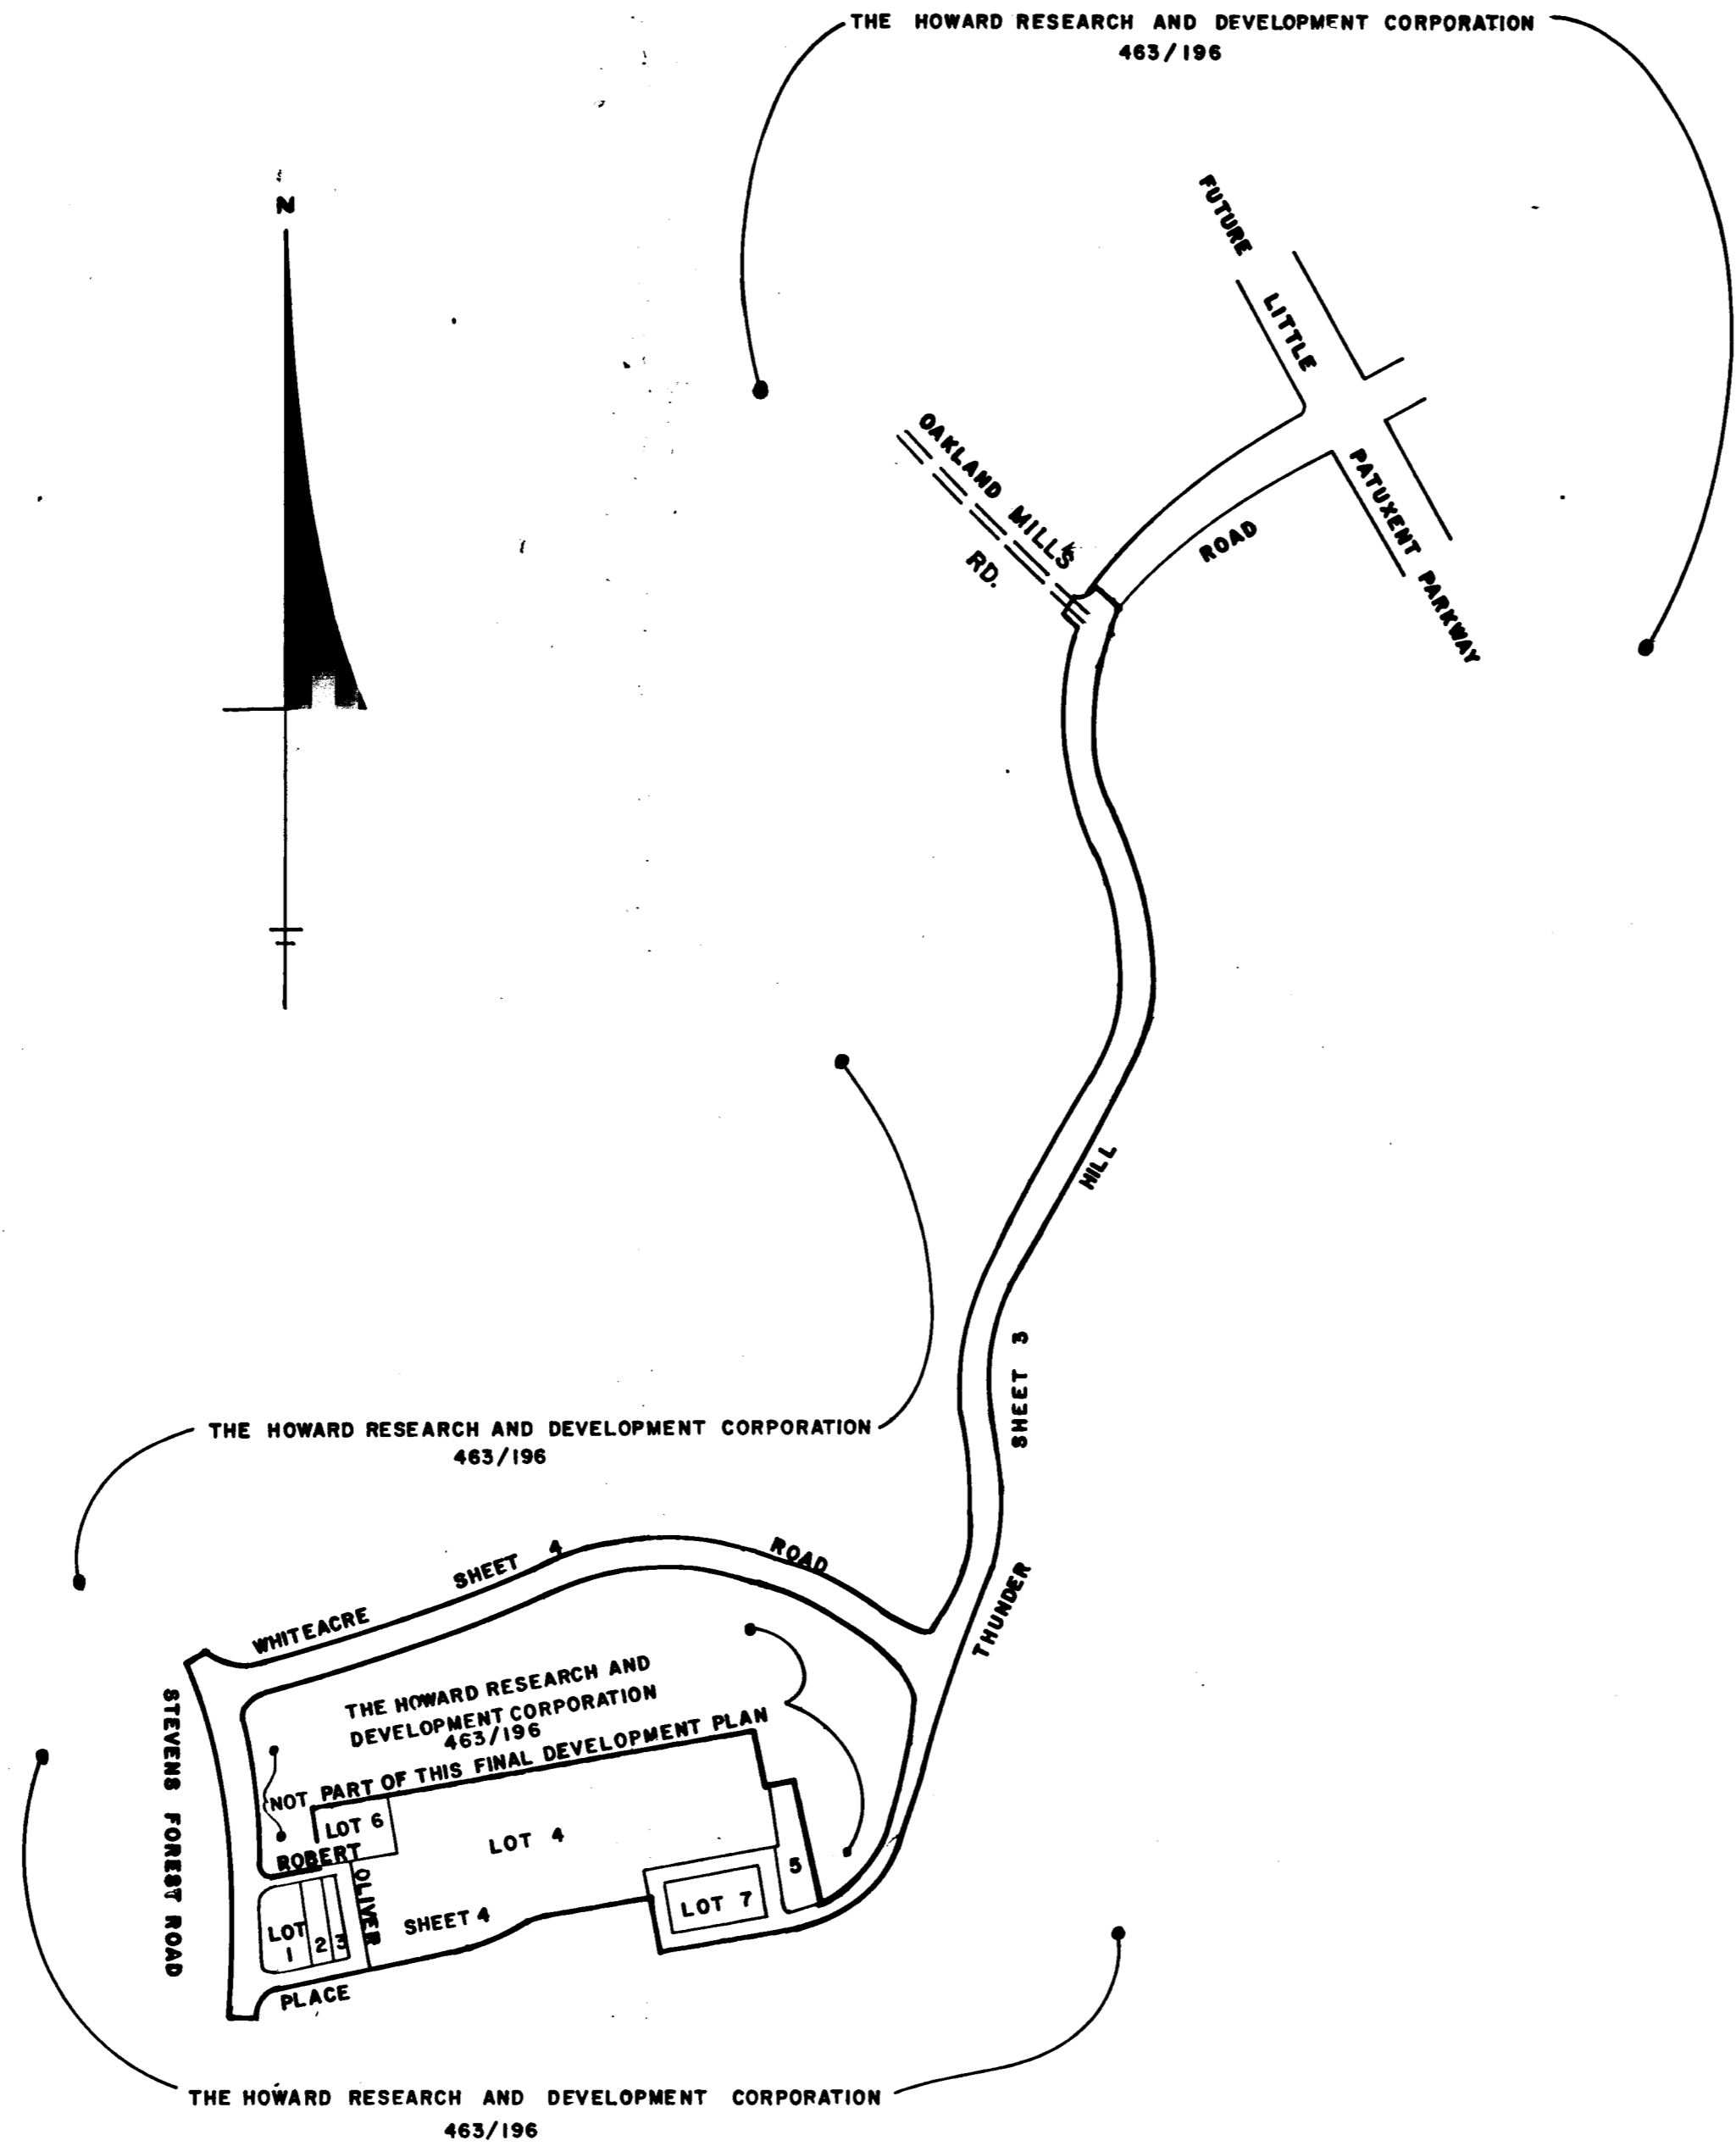 THE HOWARD RESEARCH AND DEVELOPMENT CORPORATION
463/196
N
FUTURE
LITTLE
PATUXENT PARKWAY
OAKLAND MILLS
RD.
ROAD
HILL
SHEET 3
THUNDER
THE HOWARD RESEARCH AND DEVELOPMENT CORPORATION
463/196
WHITEACRE
SHEET 4
ROAD
STEVENS FOREST ROAD
THE HOWARD RESEARCH AND
DEVELOPMENT CORPORATION
463/196
NOT PART OF THIS FINAL DEVELOPMENT PLAN
LOT 6
LOT 4
ROBERT
OLIVER
PLACE
LOT
1
2
3
SHEET 4
5
LOT 7
THE HOWARD RESEARCH AND DEVELOPMENT CORPORATION
463/196